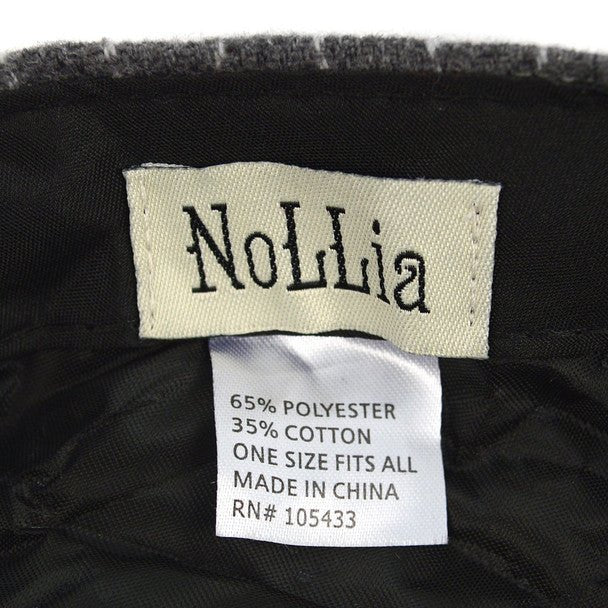 NoLLia
65% POLYESTER
35% COTTON
ONE SIZE FITS ALL
MADE IN CHINA
RN# 105433